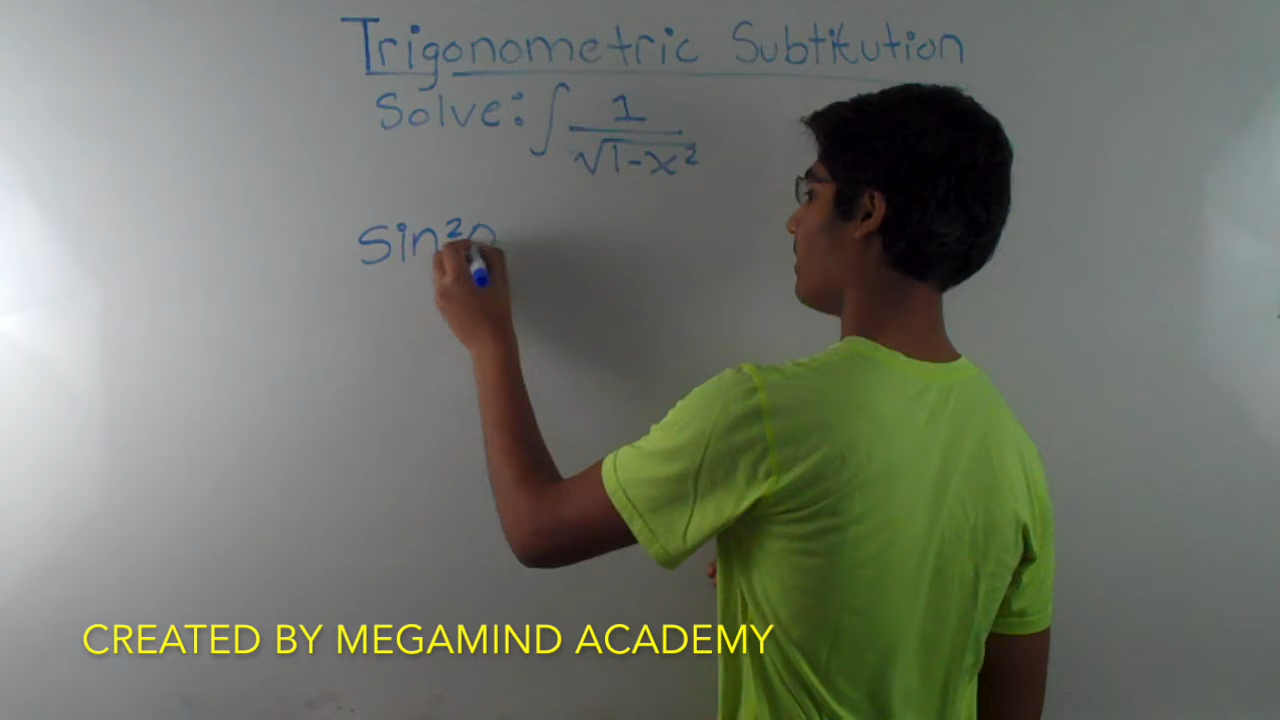 Trigonometric Subtitution
Solve: ∫ 1
√1-x²
sin²
CREATED BY MEGAMIND ACADEMY